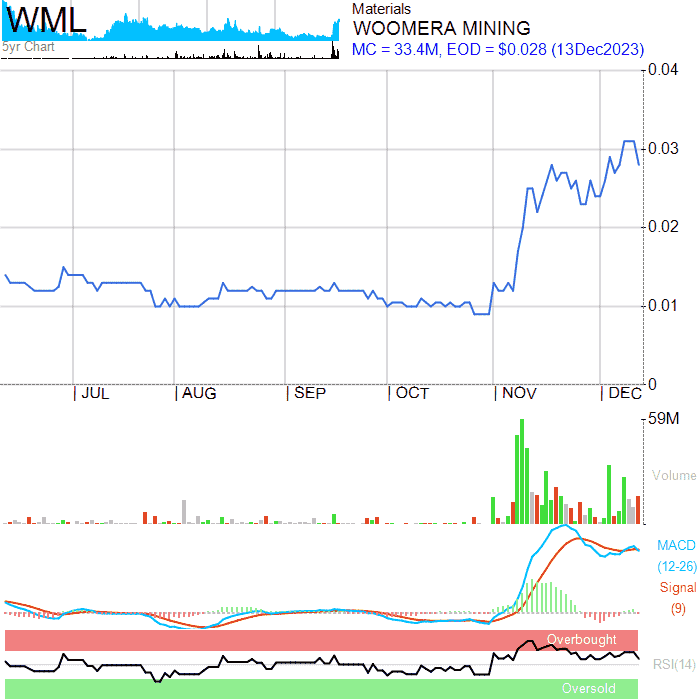 WML
5yr Chart
Materials
WOOMERA MINING
MC = 33.4M, EOD = $0.028 (13Dec2023)
0.04
0.03
0.02
0.01
0
| JUL | AUG | SEP | OCT | NOV | DEC
59M
Volume
MACD
(12-26)
Signal
(9)
Overbought
RSI(14)
Oversold